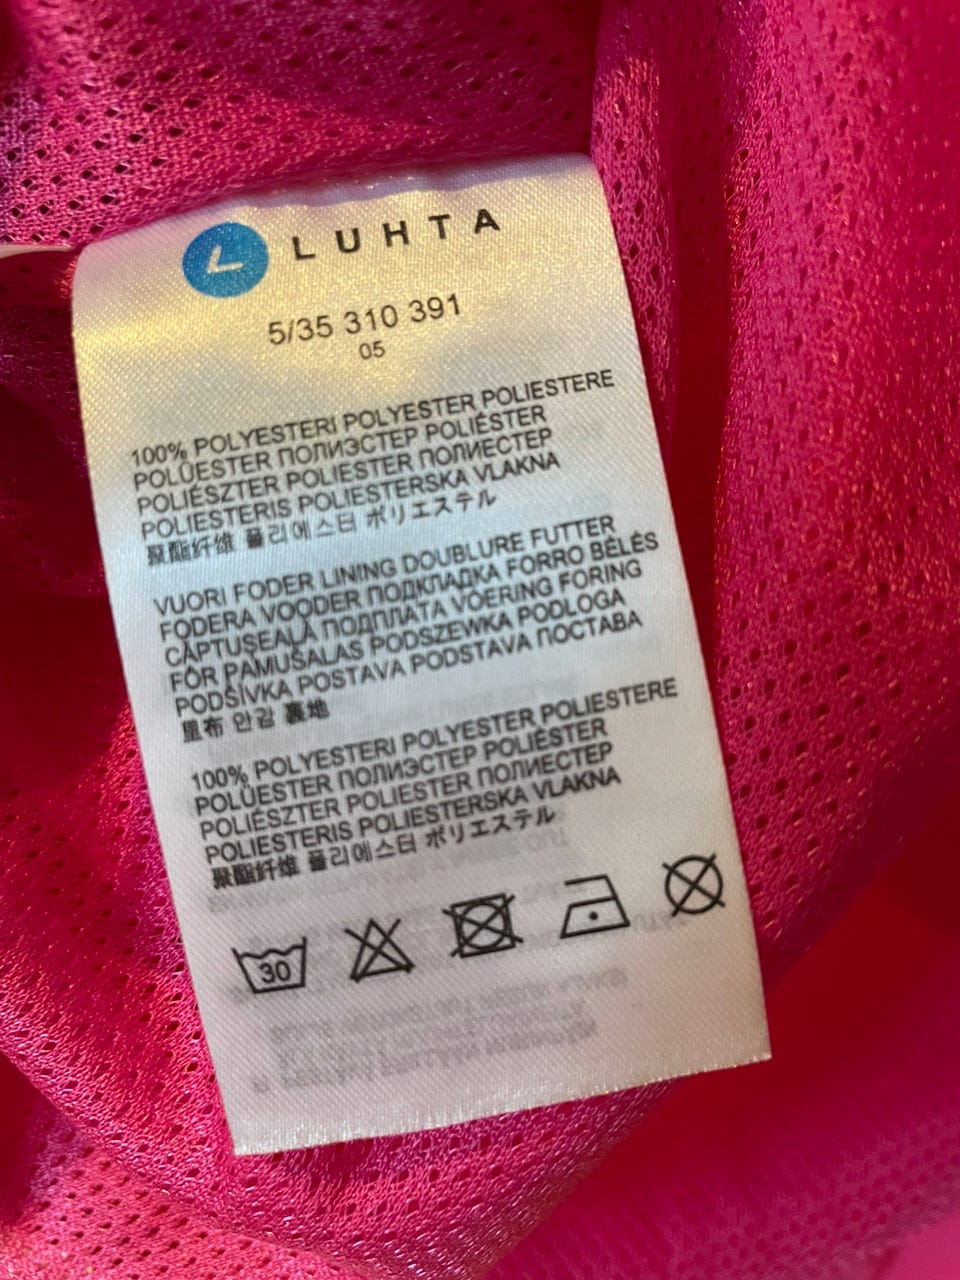 L LUHTA
5/35 310 391
05
100% POLYESTERI POLYESTER POLIESTERE
POLÜESTER ПОЛИЭСТЕР POLIÉSTER
POLIÉSZTER POLIESTER ПОЛИЕСТЕР
POLIESTERIS POLIESTERSKA VLAKNA
聚酯纤维 폴리에스터 ポリエステル
VUORI FODER LINING DOUBLURE FUTTER
FODERA VOODER ПОДКЛАДКА FORRO BÉLÉS
CĂPTUȘEALĂ ПОДПЛАТА VOERING FORING
FÔR PAMUŠALAS PODSZEWKA PODLOGA
PODŠÍVKA POSTAVA PODSTAVA ПОСТАВА
里布 안감 裏地
100% POLYESTERI POLYESTER POLIESTERE
POLÜESTER ПОЛИЭСТЕР POLIÉSTER
POLIÉSZTER POLIESTER ПОЛИЕСТЕР
POLIESTERIS POLIESTERSKA VLAKNA
聚酯纤维 폴리에스터 ポリエステル
30